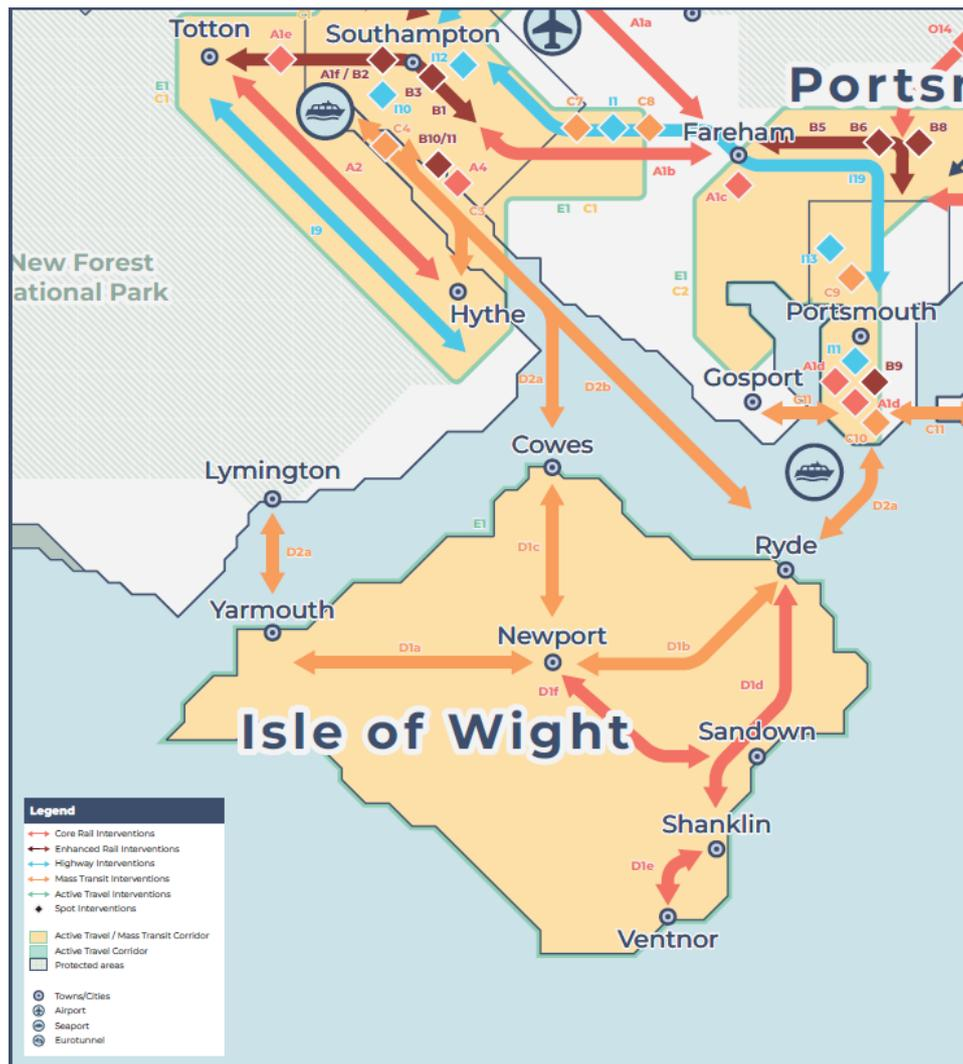 Totton
Southampton
A1e
A1a
O14
I12
A1f / B2
Portsr
E1
C1
B3
I10
B1
C7
I1
C8
B5
B6
B8
Fareham
C4
B10/11
A2
A4
A1b
I19
A1c
C3
E1 C1
I9
New Forest
ational Park
E1
C2
I13
C9
Hythe
Portsmouth
I11
A1d
B9
Gosport
D2a
D2b
C11
A1d
C11
C10
Cowes
Lymington
D2a
E1
D1c
D2a
Ryde
Yarmouth
Newport
D1a
D1b
D1f
D1d
Isle of Wight
Sandown
Shanklin
D1e
Ventnor
Legend
Core Rail Interventions
Enhanced Rail Interventions
Highway Interventions
Mass Transit Interventions
Active Travel Interventions
Spot Interventions
Active Travel / Mass Transit Corridor
Active Travel Corridor
Protected areas
Towns/Cities
Airport
Seaport
Eurotunnel